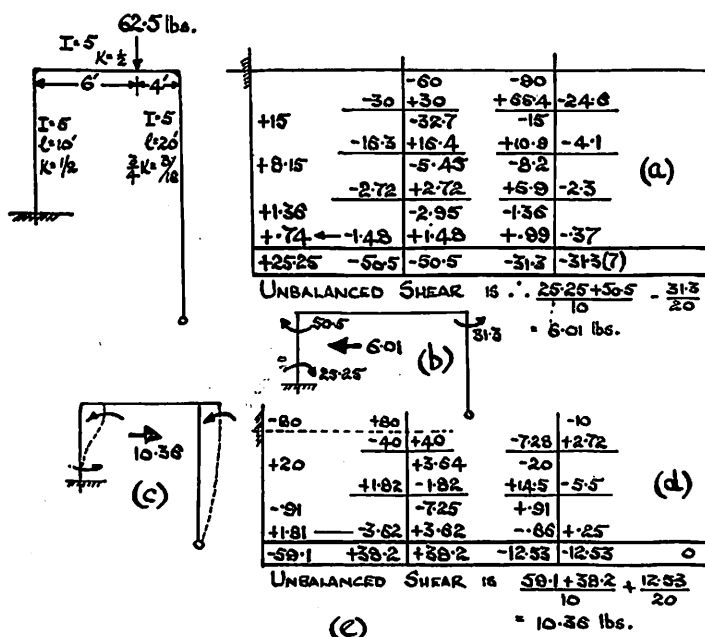 62.5 lbs.
I=5
K=½
6' 4'
I=5 I=5
l=10' l=20'
K=1/2 ¾K=3/18
-60 -90
-30 +30 +65.4 -24.6
+15 -32.7 -15
-16.3 +16.4 +10.9 -4.1
+8.15 -5.45 -8.2
(a)
-2.72 +2.72 +5.9 -2.3
+1.36 -2.95 -1.36
+.74 ← -1.48 +1.48 +.99 -.37
+25.25 -50.5 -50.5 -31.3 -31.3(7)
UNBALANCED SHEAR IS ∴ 25.25+50.5/10 - 31.3/20
= 6.01 lbs.
50.5 31.3
6.01
(b)
25.25
10.36
(c)
-80 +80 -10
-40 +40 -7.28 +2.72
+20 +3.64 -20
+1.82 -1.82 +14.5 -5.5
(d)
-.91 -7.25 +.91
+1.81 — -3.62 +3.62 -.66 +.25
-59.1 +38.2 +38.2 -12.53 -12.53 0
UNBALANCED SHEAR IS 59.1+38.2/10 + 12.53/20
= 10.36 lbs.
(e)